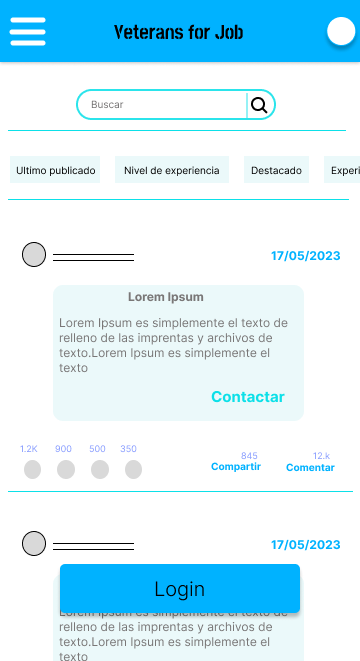 Veterans for Job
Buscar
Ultimo publicado
Nivel de experiencia
Destacado
Experi
17/05/2023
Lorem Ipsum
Lorem Ipsum es simplemente el texto de
relleno de las imprentas y archivos de
texto.Lorem Ipsum es simplemente el
texto
Contactar
1.2K
900
500
350
845
Compartir
12.k
Comentar
17/05/2023
Login
Lorem Ipsum es simplemente el texto de
relleno de las imprentas y archivos de
texto.Lorem Ipsum es simplemente el
texto